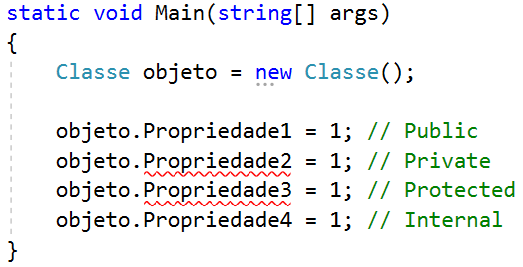 static void Main(string[] args)
{
Classe objeto = new Classe();
objeto.Propriedade1 = 1; // Public
objeto.Propriedade2 = 1; // Private
objeto.Propriedade3 = 1; // Protected
objeto.Propriedade4 = 1; // Internal
}